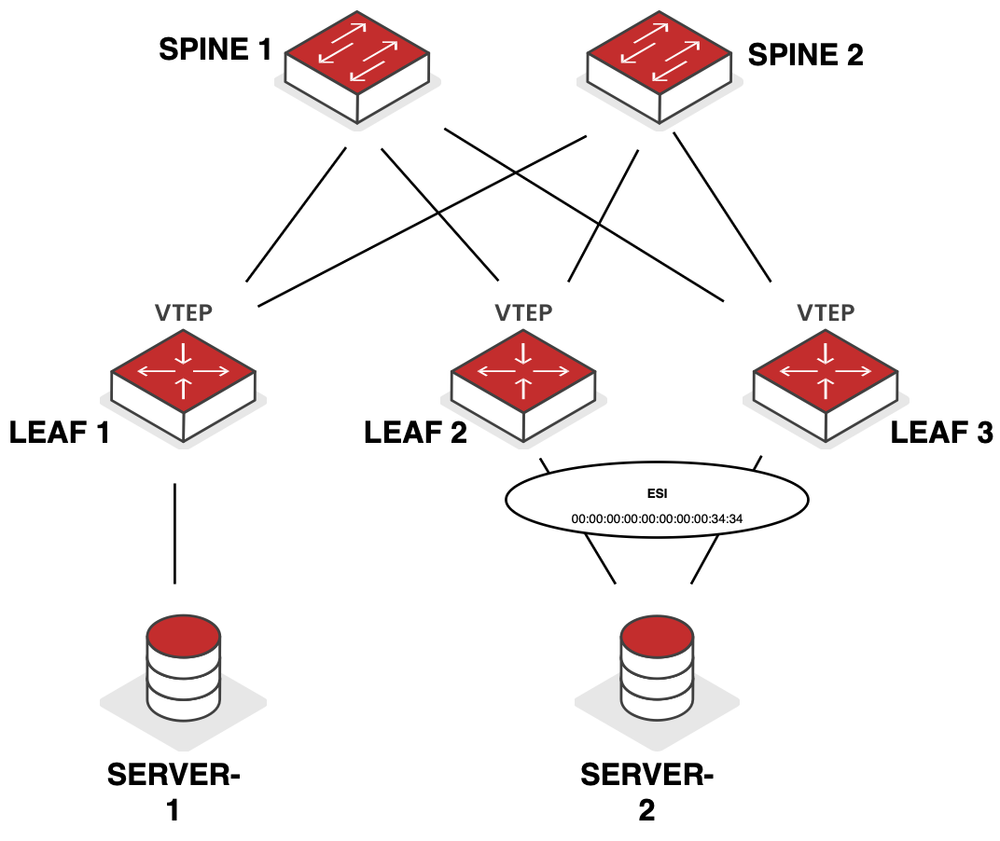 SPINE 1
SPINE 2
VTEP
VTEP
VTEP
LEAF 1
LEAF 2
LEAF 3
ESI
00:00:00:00:00:00:00:00:34:34
SERVER-
1
SERVER-
2